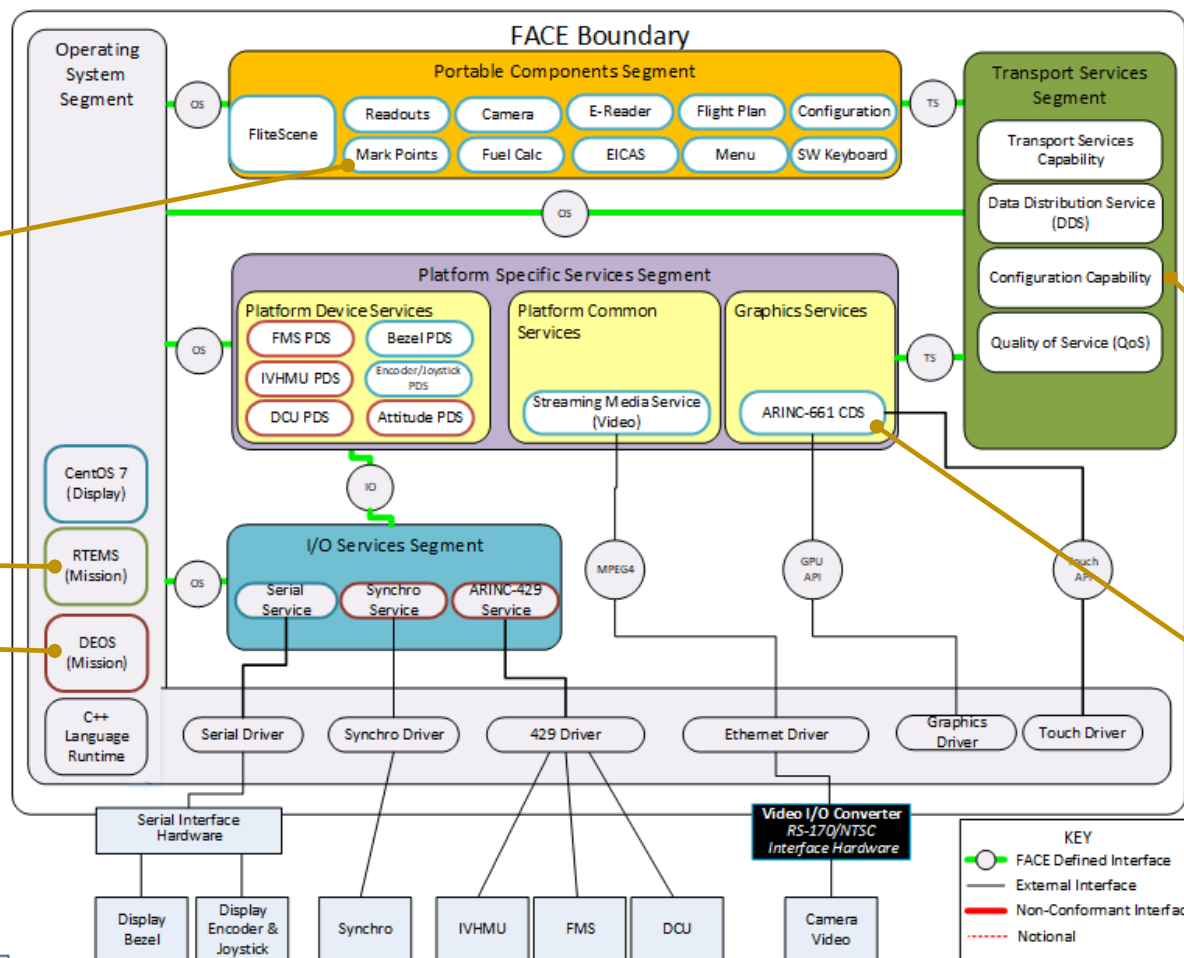 FACE Boundary
Operating
System
Segment
OS
Portable Components Segment
FliteScene
Readouts
Camera
E-Reader
Flight Plan
Configuration
Mark Points
Fuel Calc
EICAS
Menu
SW Keyboard
TS
Transport Services
Segment
Transport Services
Capability
Data Distribution Service
(DDS)
Configuration Capability
Quality of Service (QoS)
OS
Platform Specific Services Segment
OS
Platform Device Services
FMS PDS
Bezel PDS
IVHMU PDS
Encoder/Joystick
PDS
DCU PDS
Attitude PDS
Platform Common
Services
Streaming Media Service
(Video)
Graphics Services
ARINC-661 CDS
TS
IO
CentOS 7
(Display)
RTEMS
(Mission)
DEOS
(Mission)
C++
Language
Runtime
OS
I/O Services Segment
Serial
Service
Synchro
Service
ARINC-429
Service
MPEG4
GPU
API
Touch
API
Serial Driver
Synchro Driver
429 Driver
Ethernet Driver
Graphics
Driver
Touch Driver
Serial Interface
Hardware
Video I/O Converter
RS-170/NTSC
Interface Hardware
Display
Bezel
Display
Encoder &
Joystick
Synchro
IVHMU
FMS
DCU
Camera
Video
KEY
FACE Defined Interface
External Interface
Non-Conformant Interfac
Notional